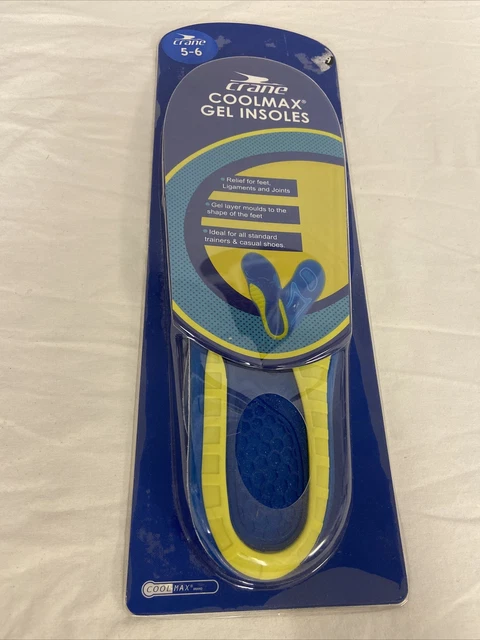 crane
5-6
crane
COOLMAX®
GEL INSOLES
Relief for feet,
Ligaments and Joints
Gel layer moulds to the
shape of the feet
Ideal for all standard
trainers & casual shoes
COOLMAX®